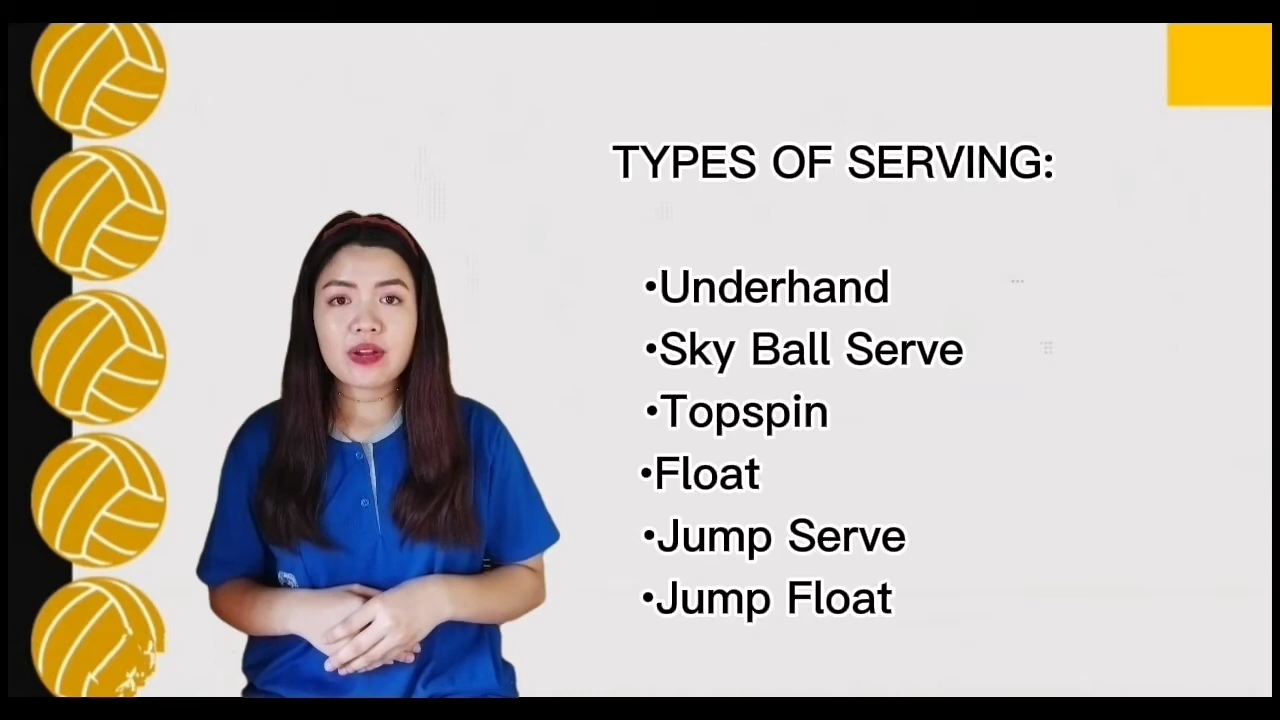 TYPES OF SERVING:
•Underhand
•Sky Ball Serve
•Topspin
•Float
•Jump Serve
•Jump Float